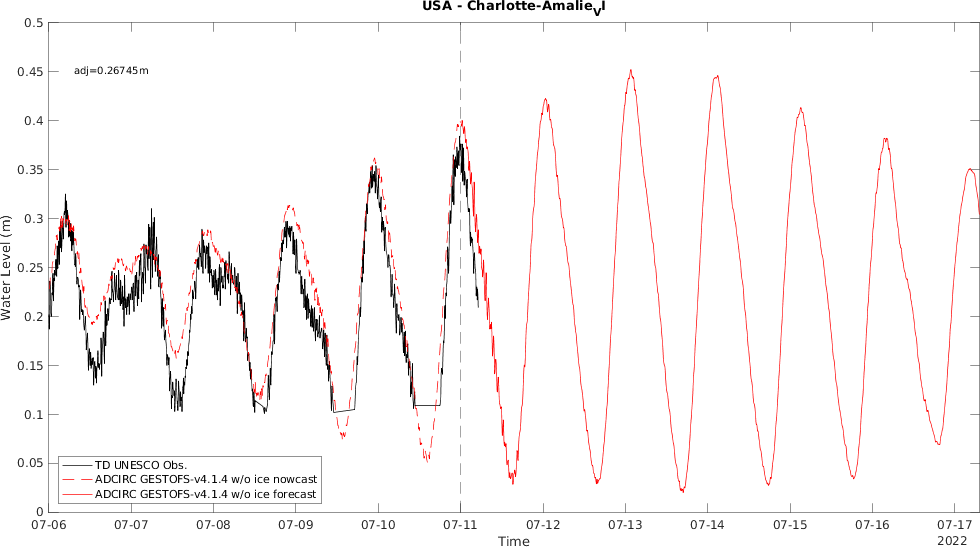 USA - Charlotte-AmalieVI
0.5
0.45
0.4
0.35
0.3
0.25
0.2
0.15
0.1
0.05
0
Water Level (m)
adj=0.26745m
TD UNESCO Obs.
ADCIRC GESTOFS-v4.1.4 w/o ice nowcast
ADCIRC GESTOFS-v4.1.4 w/o ice forecast
07-06 07-07 07-08 07-09 07-10 07-11 07-12 07-13 07-14 07-15 07-16 07-17
Time
2022